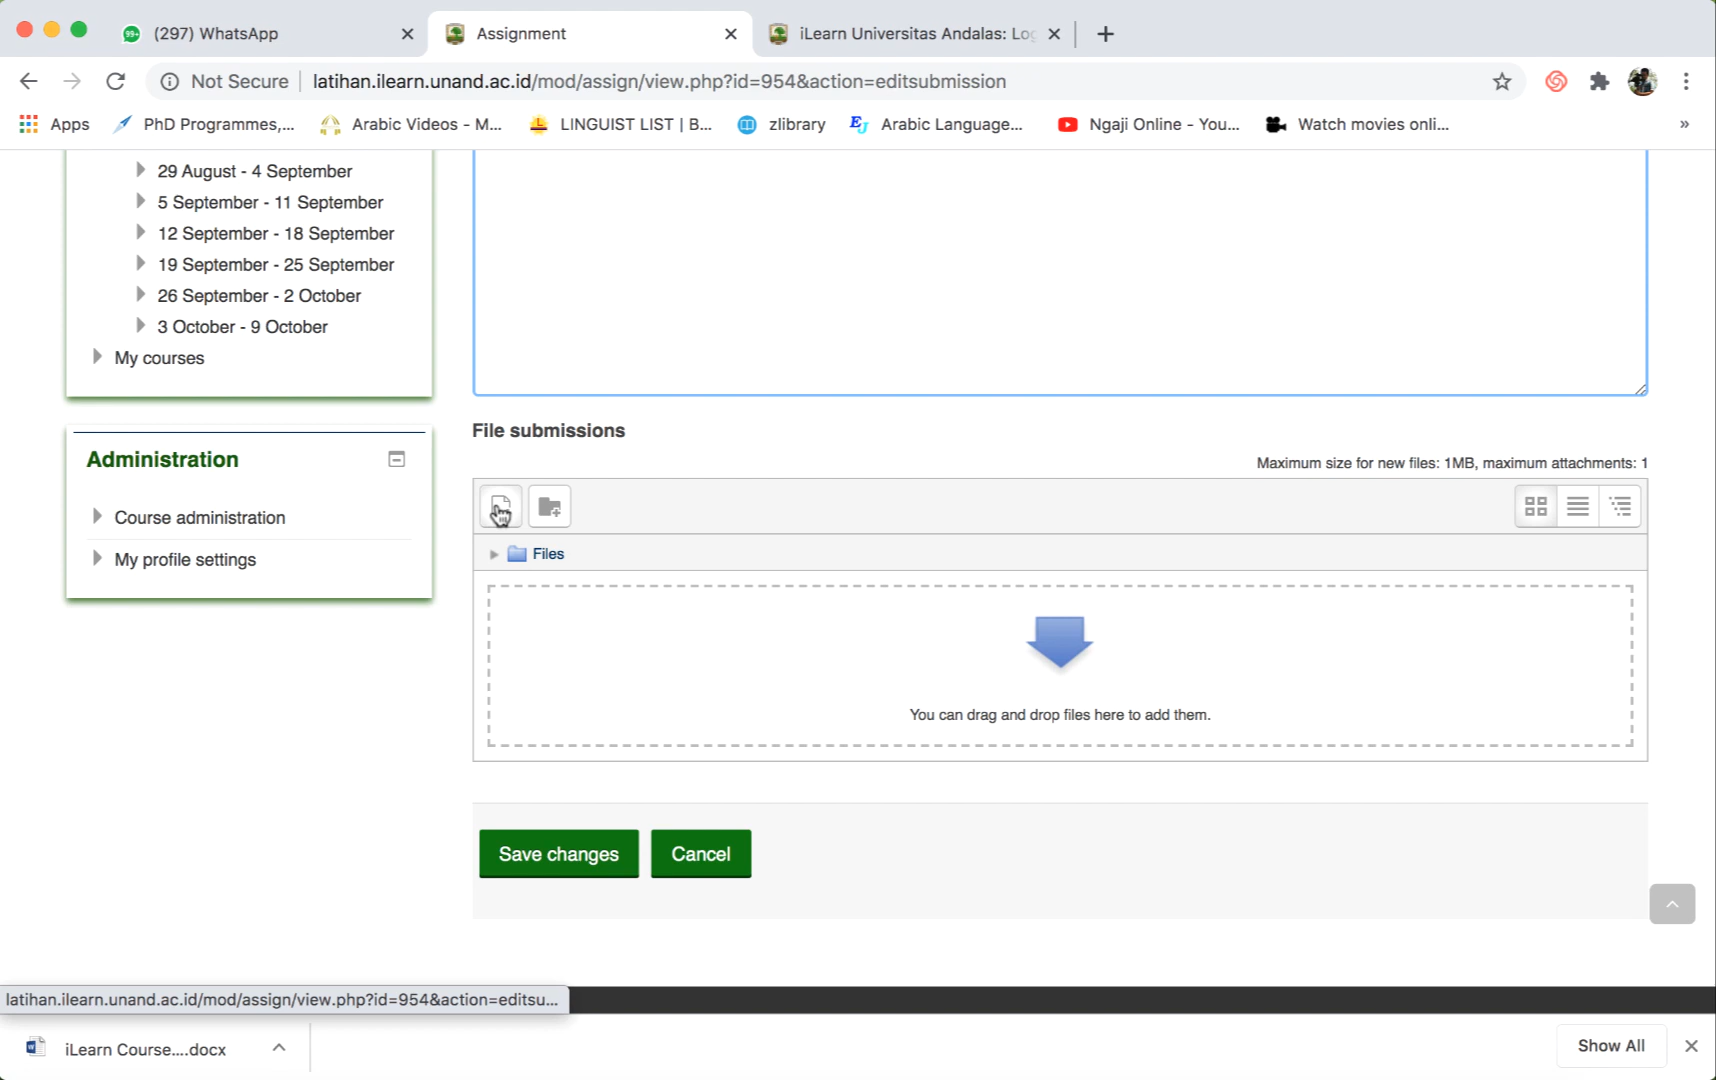 99+ (297) WhatsApp
Assignment
iLearn Universitas Andalas: Log
Not Secure
latihan.ilearn.unand.ac.id/mod/assign/view.php?id=954&action=editsubmission
Apps
PhD Programmes,...
Arabic Videos - M...
LINGUIST LIST | B...
zlibrary
EJ Arabic Language...
Ngaji Online - You...
Watch movies onli...
»
29 August - 4 September
5 September - 11 September
12 September - 18 September
19 September - 25 September
26 September - 2 October
3 October - 9 October
My courses
Administration
Course administration
My profile settings
File submissions
Maximum size for new files: 1MB, maximum attachments: 1
Files
You can drag and drop files here to add them.
Save changes
Cancel
latihan.ilearn.unand.ac.id/mod/assign/view.php?id=954&action=editsu...
iLearn Course....docx
Show All